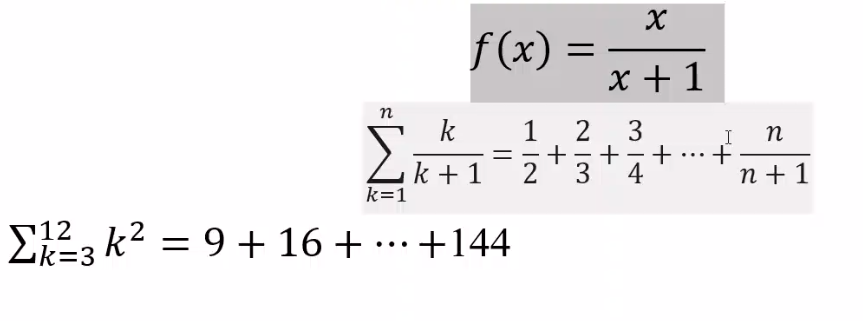 f(x) = x/(x + 1)
∑_{k=1}^{n} k/(k + 1) = 1/2 + 2/3 + 3/4 + ⋯ + n/(n + 1)
∑_{k=3}^{12} k² = 9 + 16 + ⋯ +144